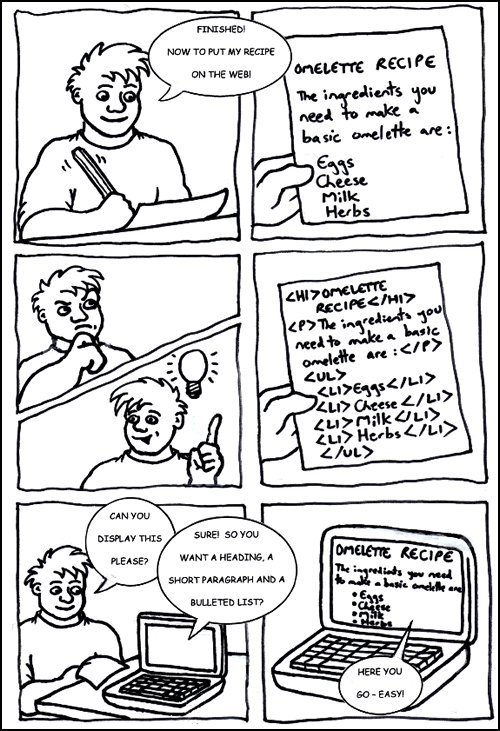 FINISHED!
NOW TO PUT MY RECIPE
ON THE WEB!
OMELETTE RECIPE
The ingredients you
need to make a
basic omelette are:
Eggs
Cheese
Milk
Herbs
<H1>OMELETTE
RECIPE</H1>
<P>The ingredients you
need to make a basic
omelette are:</P>
<UL>
<LI>Eggs</LI>
<LI>Cheese</LI>
<LI>Milk</LI>
<LI>Herbs</LI>
</UL>
CAN YOU
DISPLAY THIS
PLEASE?
SURE! SO YOU
WANT A HEADING, A
SHORT PARAGRAPH AND A
BULLETED LIST?
OMELETTE RECIPE
The ingredients you need
to make a basic omelette are
• Eggs
• Cheese
• Milk
• Herbs
HERE YOU
GO – EASY!